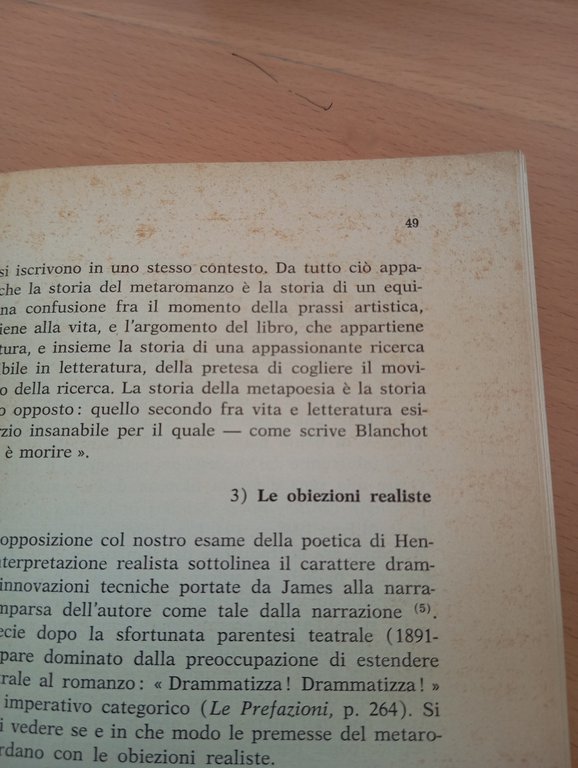 49
si iscrivono in uno stesso contesto. Da tutto ciò appa-
che la storia del metaromanzo è la storia di un equi-
na confusione fra il momento della prassi artistica,
iene alla vita, e l'argomento del libro, che appartiene
tura, e insieme la storia di una appassionante ricerca
bile in letteratura, della pretesa di cogliere il movi-
o della ricerca. La storia della metapoesia è la storia
o opposto: quello secondo fra vita e letteratura esi-
rzio insanabile per il quale — come scrive Blanchot
è morire ».
3) Le obiezioni realiste
opposizione col nostro esame della poetica di Hen-
nterpretazione realista sottolinea il carattere dram-
innovazioni tecniche portate da James alla narra-
mparsa dell'autore come tale dalla narrazione (5).
ecie dopo la sfortunata parentesi teatrale (1891-
pare dominato dalla preoccupazione di estendere
rale al romanzo: « Drammatizza! Drammatizza! »
imperativo categorico (Le Prefazioni, p. 264). Si
i vedere se e in che modo le premesse del metaro-
rdano con le obiezioni realiste.